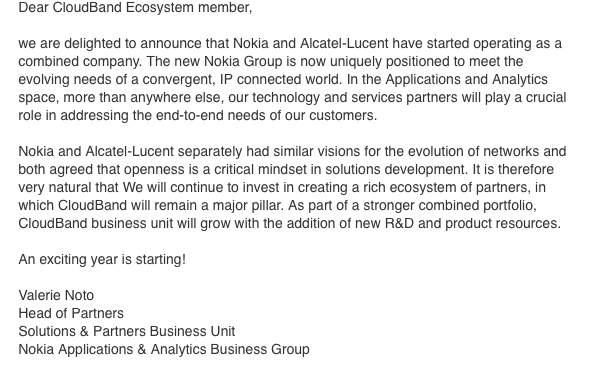 Dear CloudBand Ecosystem member,
we are delighted to announce that Nokia and Alcatel-Lucent have started operating as a
combined company. The new Nokia Group is now uniquely positioned to meet the
evolving needs of a convergent, IP connected world. In the Applications and Analytics
space, more than anywhere else, our technology and services partners will play a crucial
role in addressing the end-to-end needs of our customers.
Nokia and Alcatel-Lucent separately had similar visions for the evolution of networks and
both agreed that openness is a critical mindset in solutions development. It is therefore
very natural that We will continue to invest in creating a rich ecosystem of partners, in
which CloudBand will remain a major pillar. As part of a stronger combined portfolio,
CloudBand business unit will grow with the addition of new R&D and product resources.
An exciting year is starting!
Valerie Noto
Head of Partners
Solutions & Partners Business Unit
Nokia Applications & Analytics Business Group